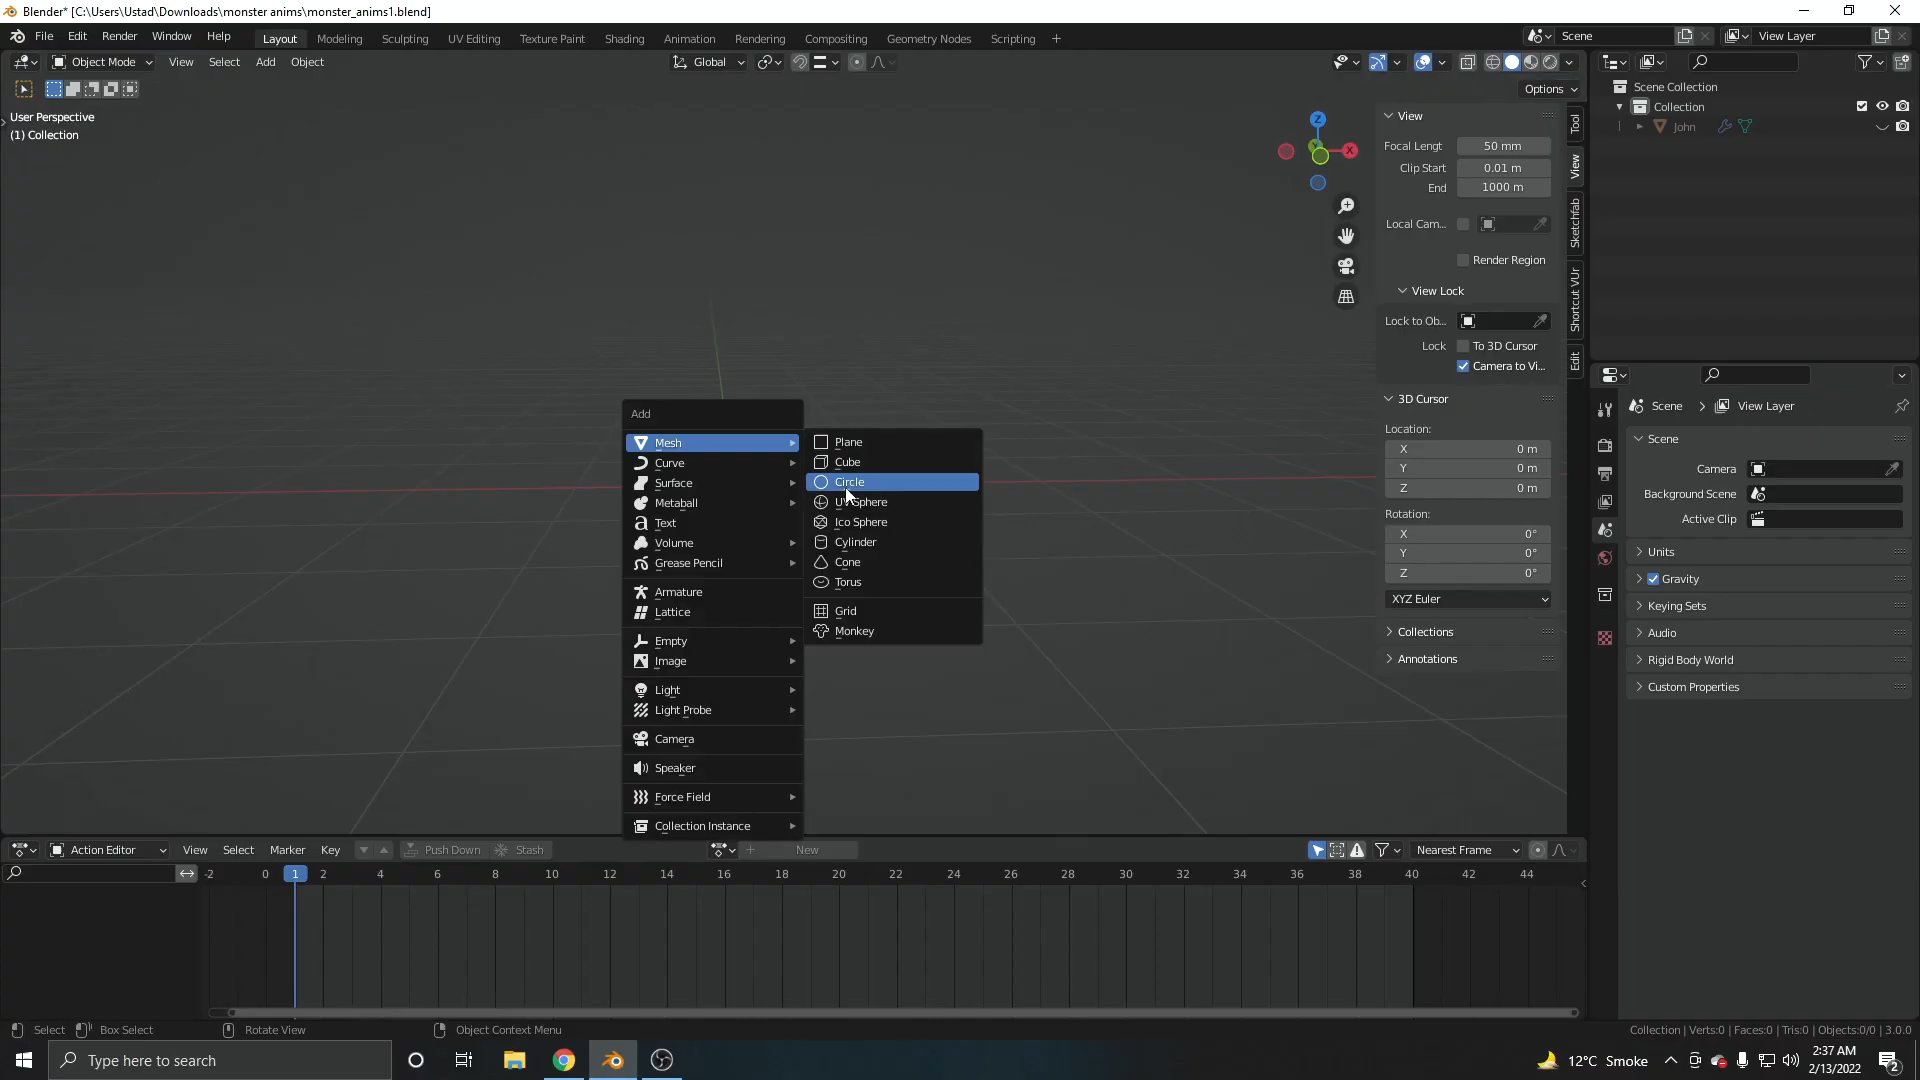 Blender* [C:\Users\Ustad\Downloads\monster anims\monster_anims1.blend]
File Edit Render Window Help Layout Modeling Sculpting UV Editing Texture Paint Shading Animation Rendering Compositing Geometry Nodes Scripting + Scene View Layer
Object Mode View Select Add Object Global
Options
User Perspective
(1) Collection
Z
X
Y
View
Focal Lengt 50 mm
Clip Start 0.01 m
End 1000 m
Local Cam...
Render Region
View Lock
Lock to Ob...
Lock To 3D Cursor
Camera to Vi...
3D Cursor
Location:
X 0 m
Y 0 m
Z 0 m
Rotation:
X 0°
Y 0°
Z 0°
XYZ Euler
Collections
Annotations
Tool
View
Sketchfab
Shortcut VUr
Edit
Scene Collection
Collection
John
Scene View Layer
Scene
Camera
Background Scene
Active Clip
Units
Gravity
Keying Sets
Audio
Rigid Body World
Custom Properties
Add
Mesh
Curve
Surface
Metaball
Text
Volume
Grease Pencil
Armature
Lattice
Empty
Image
Light
Light Probe
Camera
Speaker
Force Field
Collection Instance
Plane
Cube
Circle
UV Sphere
Ico Sphere
Cylinder
Cone
Torus
Grid
Monkey
Action Editor View Select Marker Key Push Down Stash New Nearest Frame
-2 0 1 2 4 6 8 10 12 14 16 18 20 22 24 26 28 30 32 34 36 38 40 42 44
Select Box Select Rotate View Object Context Menu Collection | Verts:0 | Faces:0 | Tris:0 | Objects:0/0 | 3.0.0
Type here to search
12°C Smoke
2:37 AM
2/13/2022
2